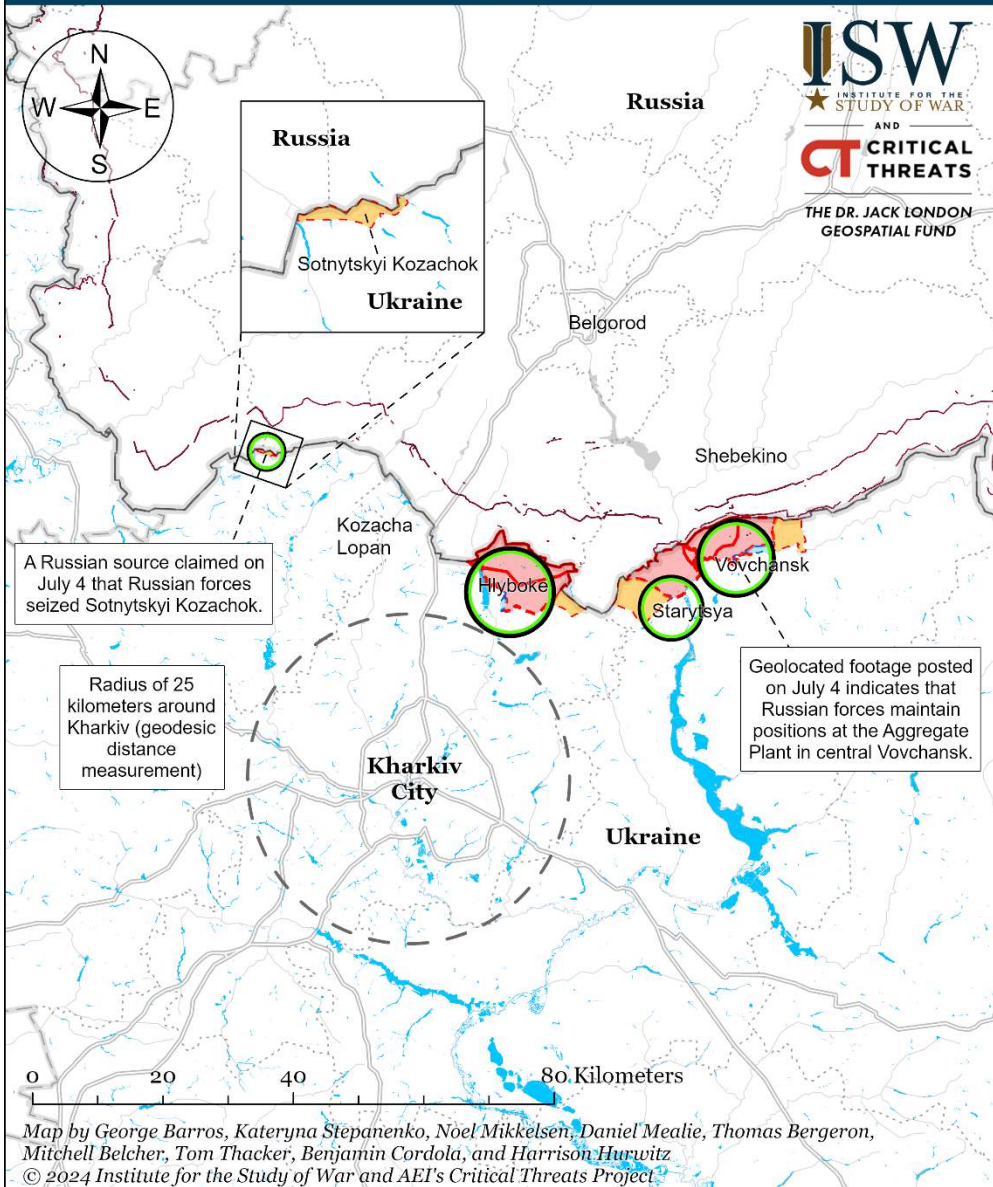 N
W E
S
ISW
INSTITUTE FOR THE
STUDY OF WAR
AND
CT CRITICAL
THREATS
THE DR. JACK LONDON
GEOSPATIAL FUND
Russia
Russia
Sotnytskyi Kozachok
Ukraine
Belgorod
Shebekino
Kozacha
Lopan
A Russian source claimed on
July 4 that Russian forces
seized Sotnytskyi Kozachok.
Hlyboke
Vovchansk
Starytsya
Radius of 25
kilometers around
Kharkiv (geodesic
distance
measurement)
Geolocated footage posted
on July 4 indicates that
Russian forces maintain
positions at the Aggregate
Plant in central Vovchansk.
Kharkiv
City
Ukraine
0 20 40 80 Kilometers
Map by George Barros, Kateryna Stepanenko, Noel Mikkelsen, Daniel Mealie, Thomas Bergeron,
Mitchell Belcher, Tom Thacker, Benjamin Cordola, and Harrison Hurwitz
© 2024 Institute for the Study of War and AEI's Critical Threats Project